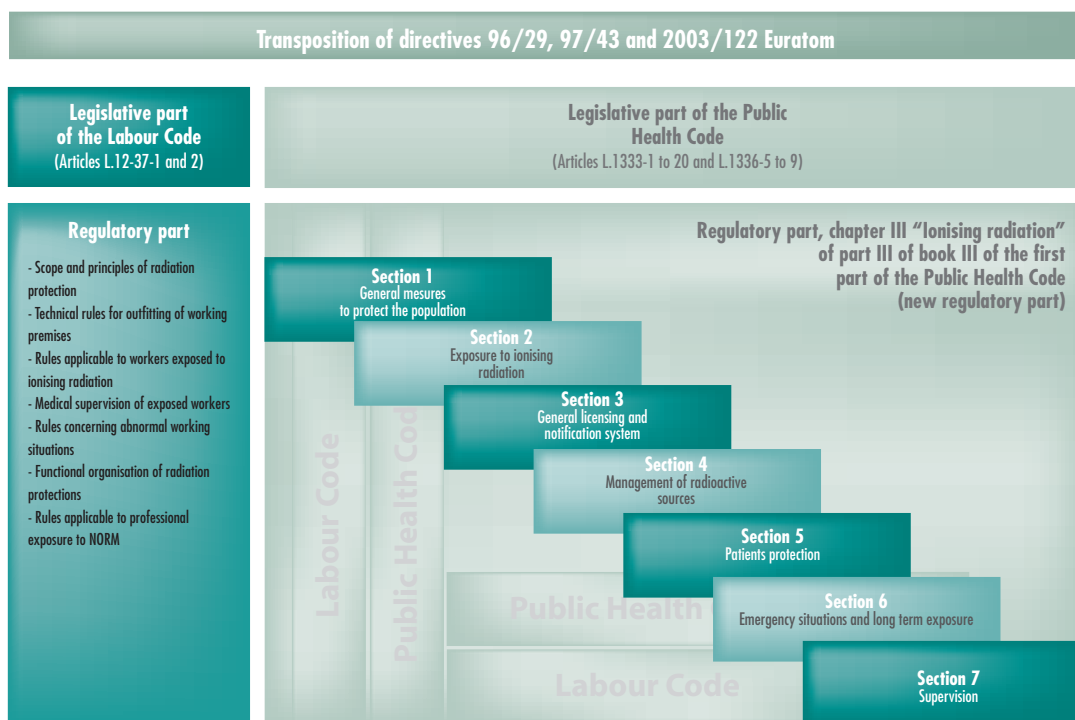 Transposition of directives 96/29, 97/43 and 2003/122 Euratom
Legislative part
of the Labour Code
(Articles L.12-37-1 and 2)
Legislative part of the Public
Health Code
(Articles L.1333-1 to 20 and L.1336-5 to 9)
Regulatory part
- Scope and principles of radiation
protection
- Technical rules for outfitting of working
premises
- Rules applicable to workers exposed to
ionising radiation
- Medical supervision of exposed workers
- Rules concerning abnormal working
situations
- Functional organisation of radiation
protections
- Rules applicable to professional
exposure to NORM
Regulatory part, chapter III “Ionising radiation”
of part III of book III of the first
part of the Public Health Code
(new regulatory part)
Section 1
General mesures
to protect the population
Section 2
Exposure to ionising
radiation
Section 3
General licensing and
notification system
Section 4
Management of radioactive
sources
Section 5
Patients protection
Section 6
Emergency situations and long term exposure
Section 7
Supervision
Labour Code
Public Health Cod
Public Health
Labour Code